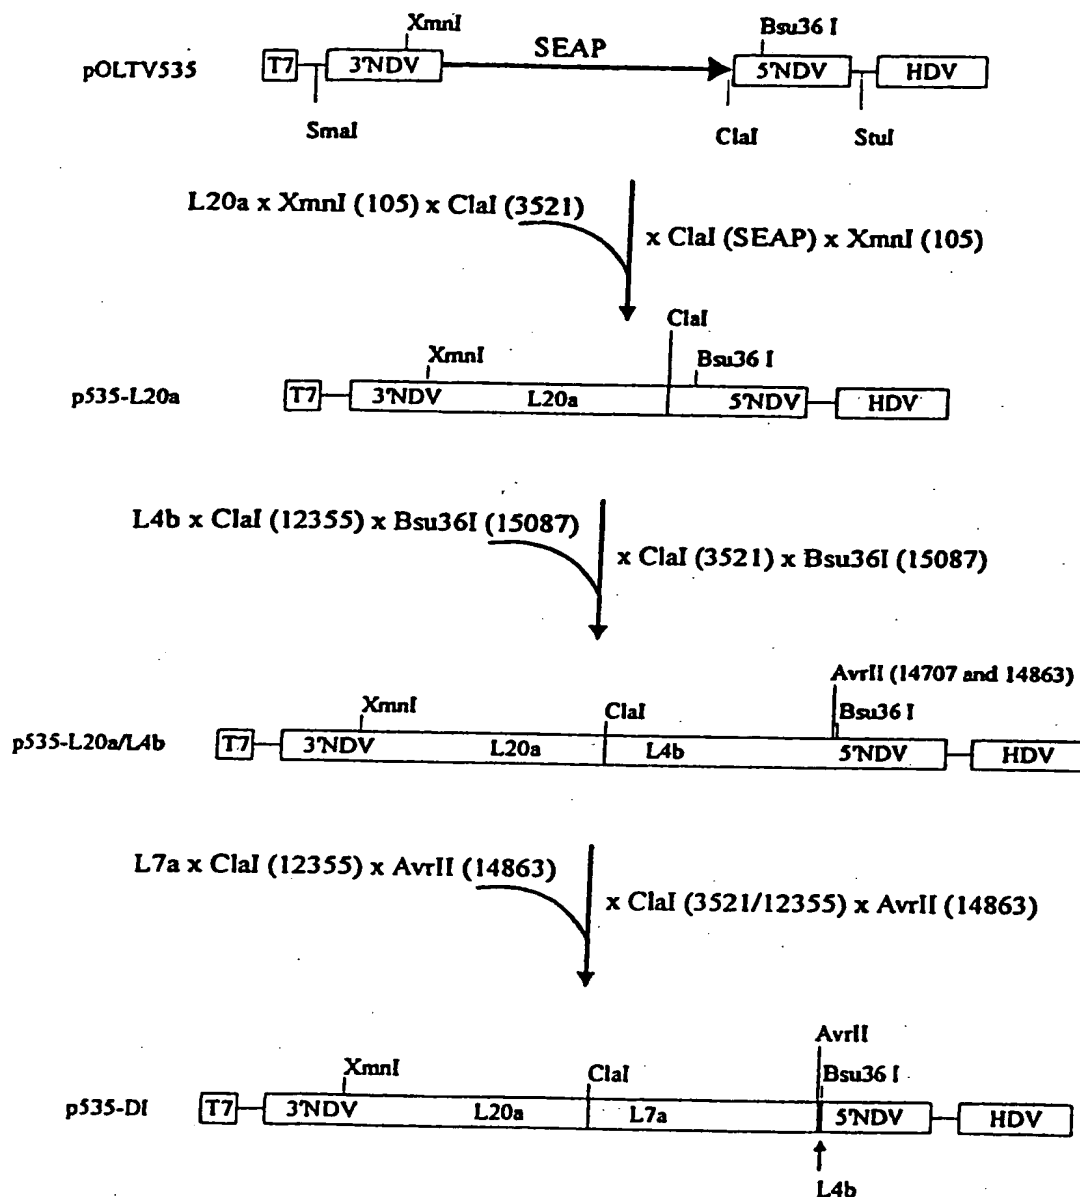 XmnI SEAP Bsu36 I
pOLTV535 T7 3'NDV 5'NDV HDV
SmaI ClaI StuI
L20a x XmnI (105) x ClaI (3521)
x ClaI (SEAP) x XmnI (105)
ClaI
XmnI Bsu36 I
p535-L20a T7 3'NDV L20a 5'NDV HDV
L4b x ClaI (12355) x Bsu36I (15087)
x ClaI (3521) x Bsu36I (15087)
AvrII (14707 and 14863)
XmnI ClaI Bsu36 I
p535-L20a/L4b T7 3'NDV L20a L4b 5'NDV HDV
L7a x ClaI (12355) x AvrII (14863)
x ClaI (3521/12355) x AvrII (14863)
AvrII
XmnI ClaI Bsu36 I
p535-DI T7 3'NDV L20a L7a 5'NDV HDV
L4b